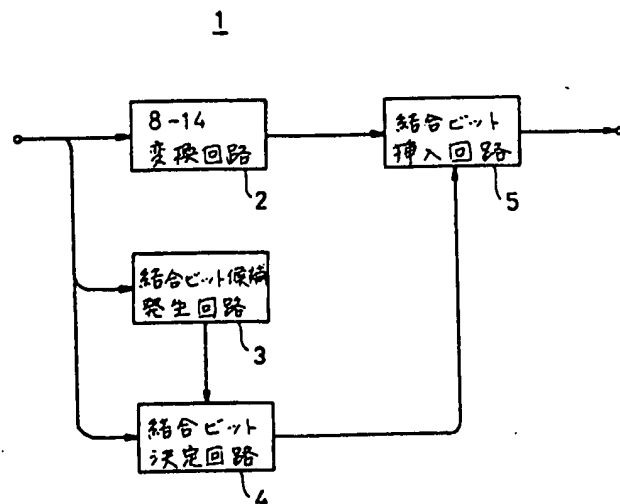 1
8-14
変換回路
2
結合ビット
挿入回路
5
結合ビット候補
発生回路
3
結合ビット
決定回路
4